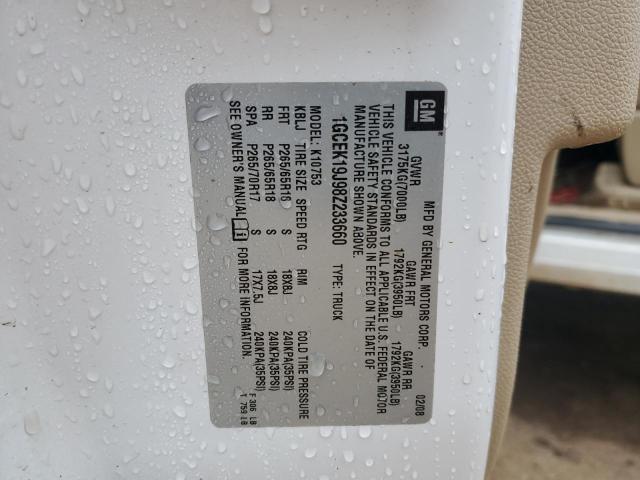 GM
MFD BY GENERAL MOTORS CORP. 02/08
GVWR GAWR FRT GAWR RR
3175KG(7000LB) 1792KG(3950LB) 1792KG(3950LB)
THIS VEHICLE CONFORMS TO ALL APPLICABLE U.S. FEDERAL MOTOR
VEHICLE SAFETY STANDARDS IN EFFECT ON THE DATE OF
MANUFACTURE SHOWN ABOVE.
1GCEK19J98Z233660 TYPE: TRUCK
MODEL: K10753
KBLJ TIRE SIZE SPEED RTG RIM COLD TIRE PRESSURE
FRT P265/65R18 S 18X8J 240KPA(35PSI)
RR P265/65R18 S 18X8J 240KPA(35PSI)
SPA P265/70R17 S 17X7.5J 240KPA(35PSI)
SEE OWNER'S MANUAL FOR MORE INFORMATION F 306 LB
T 759 LB